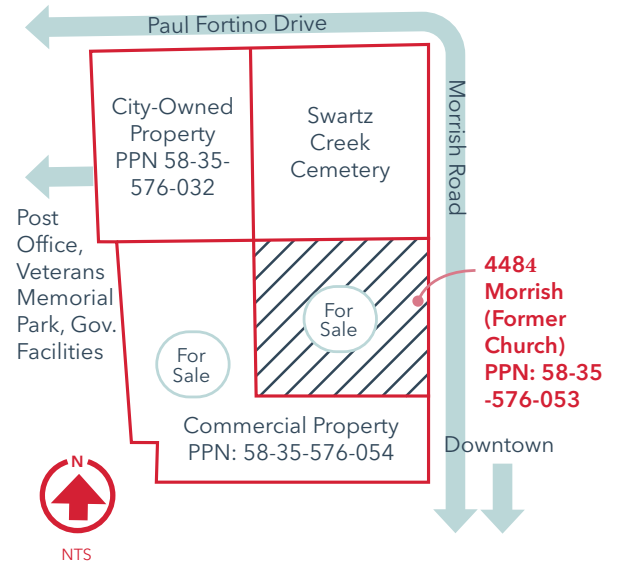 Paul Fortino Drive
City-Owned
Property
PPN 58-35-
576-032
Swartz
Creek
Cemetery
Morrish Road
Post
Office,
Veterans
Memorial
Park, Gov.
Facilities
For
Sale
For
Sale
4484
Morrish
(Former
Church)
PPN: 58-35
-576-053
Commercial Property
PPN: 58-35-576-054
Downtown
N
NTS